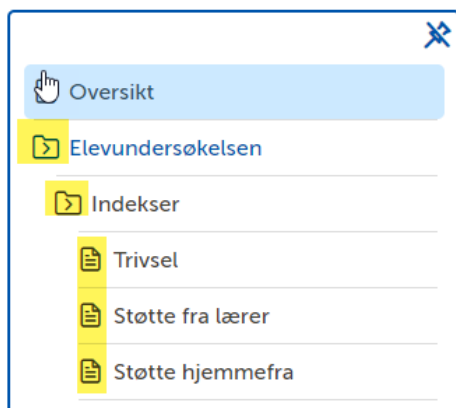 Oversikt
Elevundersøkelsen
Indekser
Trivsel
Støtte fra lærer
Støtte hjemmefra